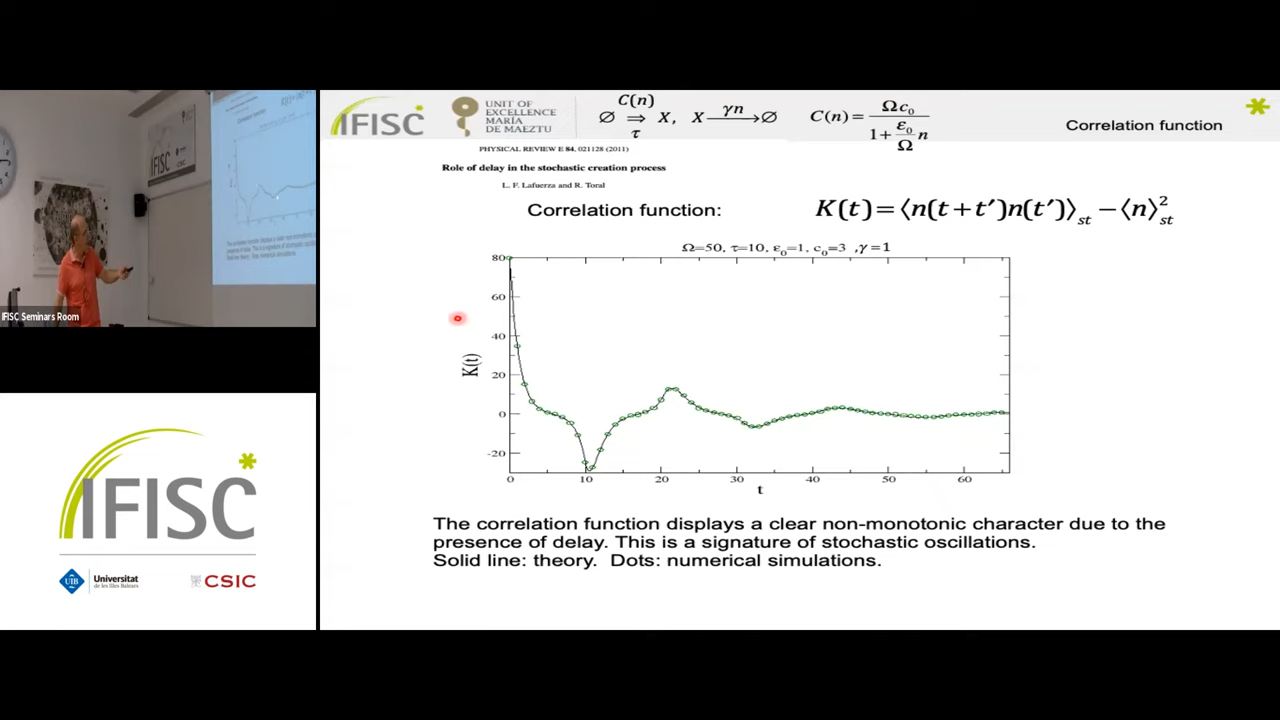 IFISC
UNIT OF
EXCELLENCE
MARÍA
DE MAEZTU
C(n)
∅ ⇒ X, X —γn→ ∅
τ
C(n) = Ωc₀ / (1 + (ε₀/Ω) n)
Correlation function
PHYSICAL REVIEW E 84, 021128 (2011)
Role of delay in the stochastic creation process
L. F. Lafuerza and R. Toral
Correlation function:
K(t) = ⟨n(t+t′)n(t′)⟩st − ⟨n⟩²st
Ω=50, τ=10, ε₀=1, c₀=3 ,γ=1
80
60
40
20
0
-20
K(t)
0 10 20 30 40 50 60
t
The correlation function displays a clear non-monotonic character due to the
presence of delay. This is a signature of stochastic oscillations.
Solid line: theory. Dots: numerical simulations.
IFISC Seminars Room
IFISC
UIB
Universitat
de les Illes Balears
CSIC